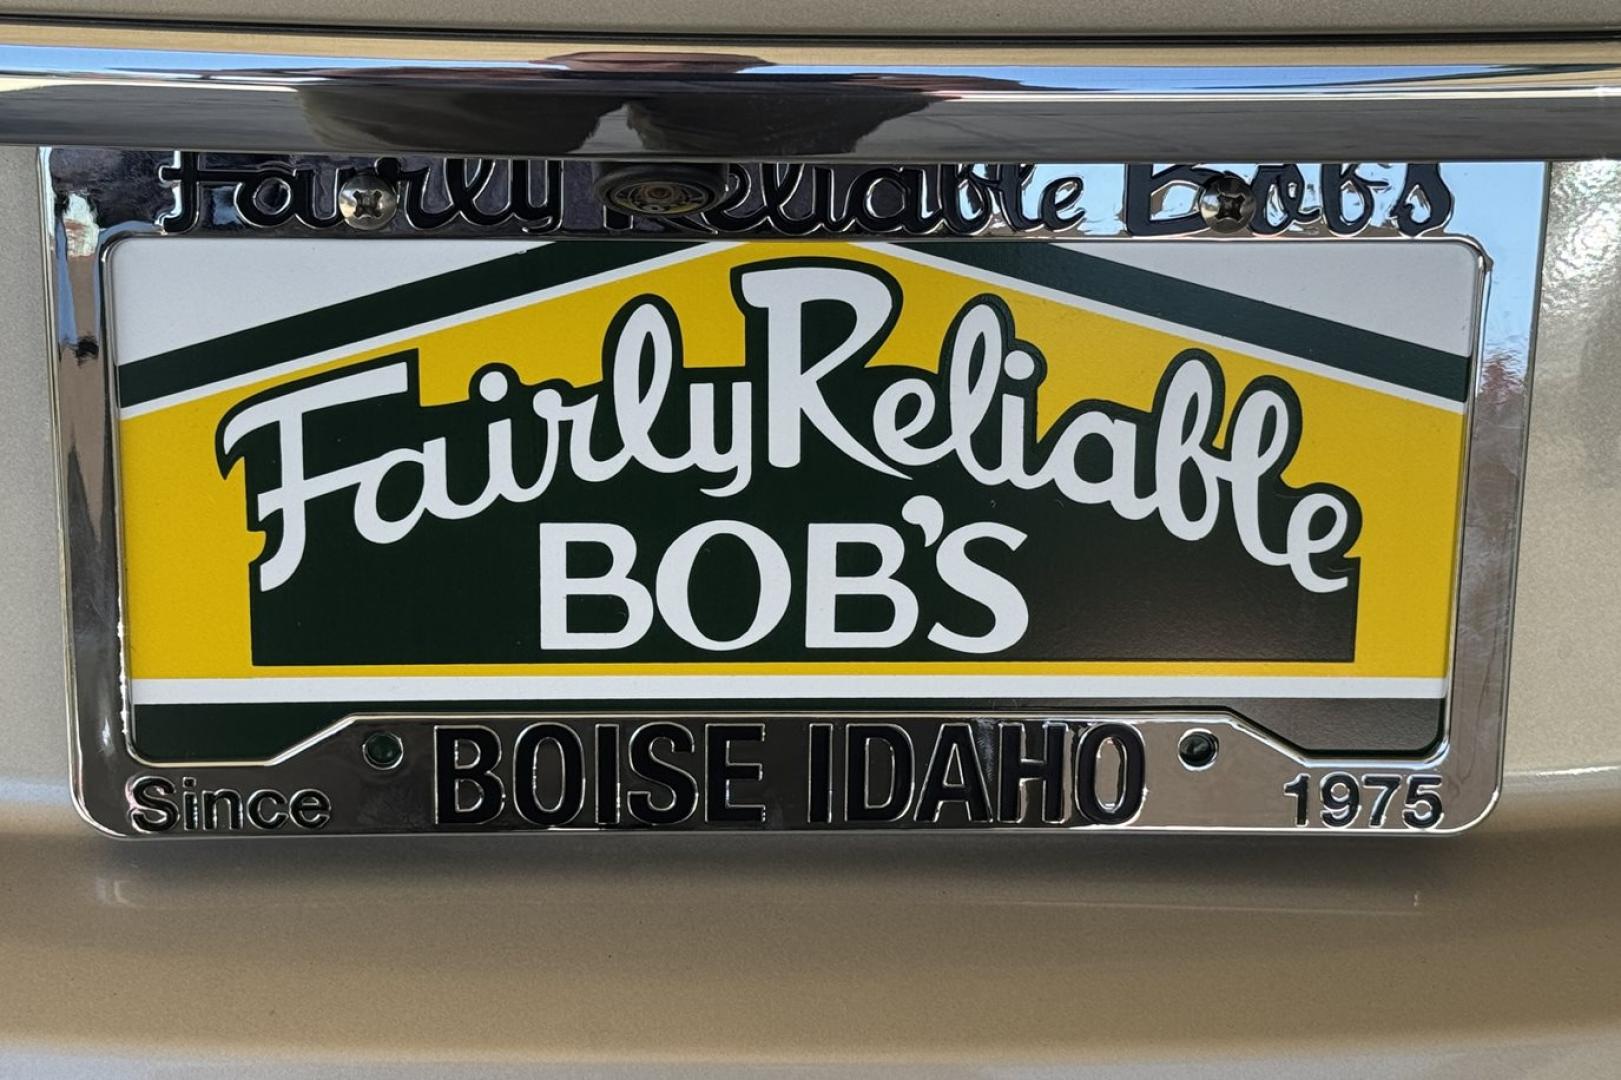 Fairly Reliable Bob's
Fairly Reliable
BOB'S
BOISE IDAHO
Since 1975